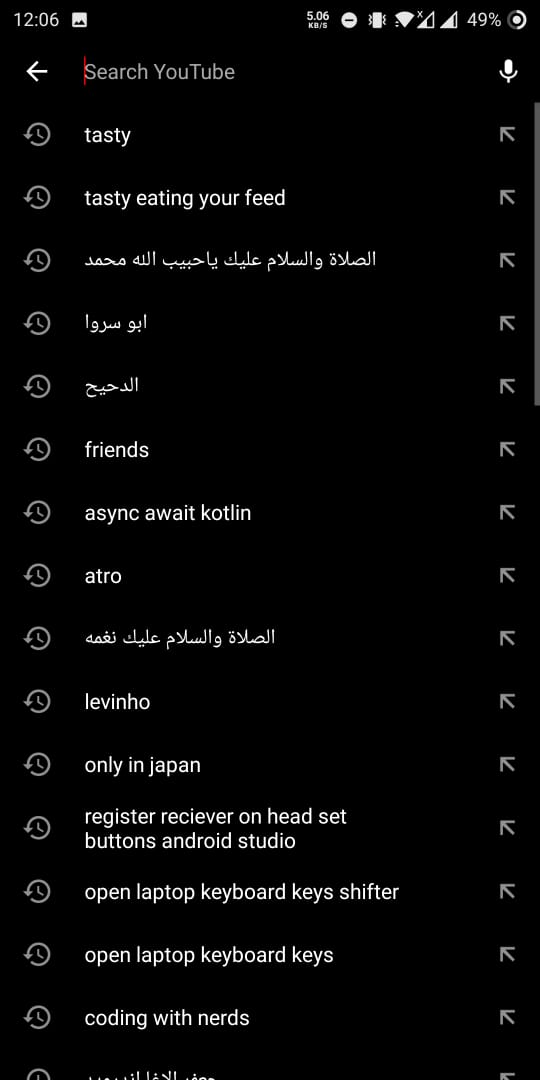 12:06 5.06 KB/S 49%
Search YouTube
tasty
tasty eating your feed
الصلاة والسلام عليك ياحبيب الله محمد
ابو سروا
الدحيح
friends
async await kotlin
atro
الصلاة والسلام عليك نغمه
levinho
only in japan
register reciever on head set
buttons android studio
open laptop keyboard keys shifter
open laptop keyboard keys
coding with nerds